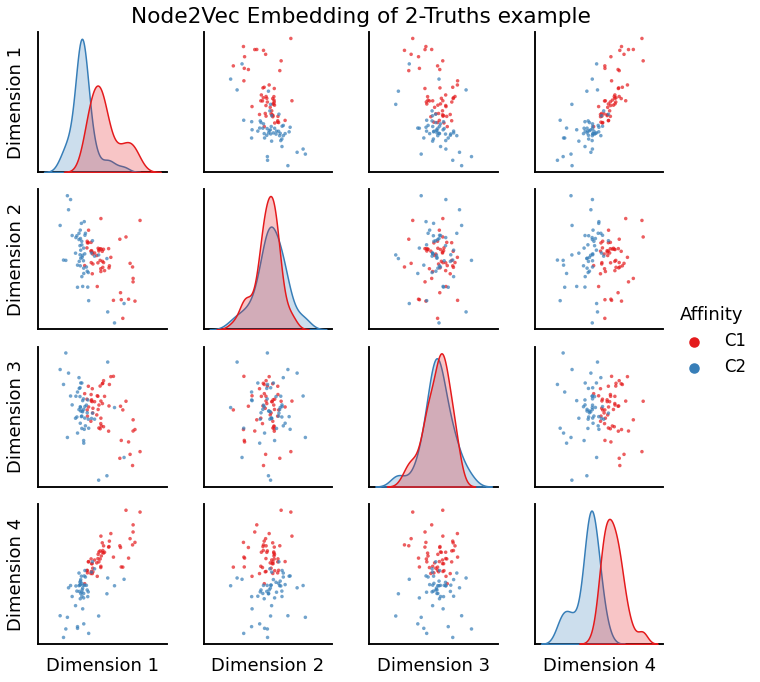 Node2Vec Embedding of 2-Truths example
Dimension 1
Dimension 2
Dimension 3
Dimension 4
Affinity
C1
C2
Dimension 1
Dimension 2
Dimension 3
Dimension 4